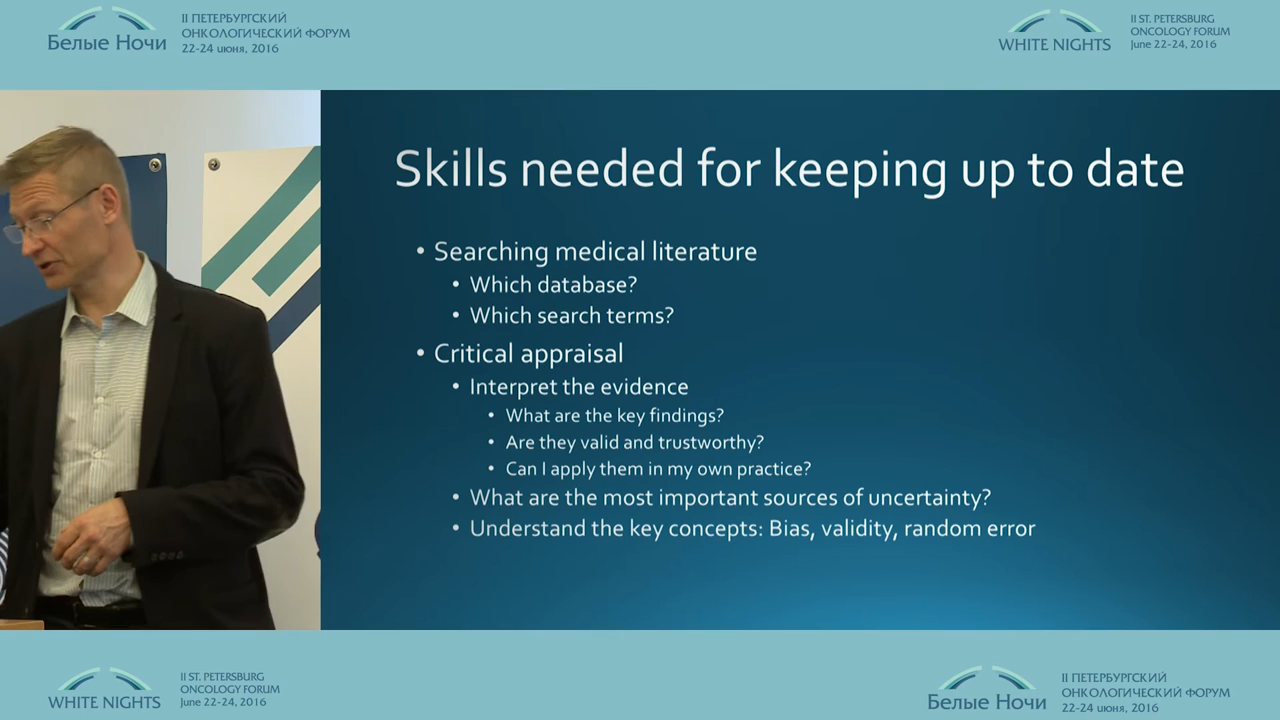 Белые Ночи
II ПЕТЕРБУРГСКИЙ
ОНКОЛОГИЧЕСКИЙ ФОРУМ
22-24 июня, 2016
WHITE NIGHTS
II ST. PETERSBURG
ONCOLOGY FORUM
June 22-24, 2016
Skills needed for keeping up to date
• Searching medical literature
• Which database?
• Which search terms?
• Critical appraisal
• Interpret the evidence
• What are the key findings?
• Are they valid and trustworthy?
• Can I apply them in my own practice?
• What are the most important sources of uncertainty?
• Understand the key concepts: Bias, validity, random error
WHITE NIGHTS
II ST. PETERSBURG
ONCOLOGY FORUM
June 22-24, 2016
Белые Ночи
II ПЕТЕРБУРГСКИЙ
ОНКОЛОГИЧЕСКИЙ ФОРУМ
22-24 июня, 2016